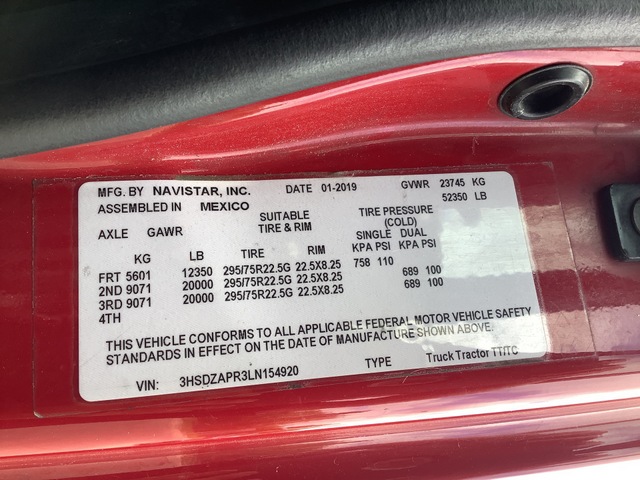 MFG. BY NAVISTAR, INC. DATE 01-2019 GVWR 23745 KG
ASSEMBLED IN MEXICO 52350 LB
SUITABLE TIRE PRESSURE
AXLE GAWR TIRE & RIM (COLD)
SINGLE DUAL
KG LB TIRE RIM KPA PSI KPA PSI
FRT 5601 12350 295/75R22.5G 22.5X8.25 758 110
2ND 9071 20000 295/75R22.5G 22.5X8.25 689 100
3RD 9071 20000 295/75R22.5G 22.5X8.25 689 100
4TH
THIS VEHICLE CONFORMS TO ALL APPLICABLE FEDERAL MOTOR VEHICLE SAFETY
STANDARDS IN EFFECT ON THE DATE OF MANUFACTURE SHOWN ABOVE.
VIN: 3HSDZAPR3LN154920 TYPE Truck Tractor TT/TC